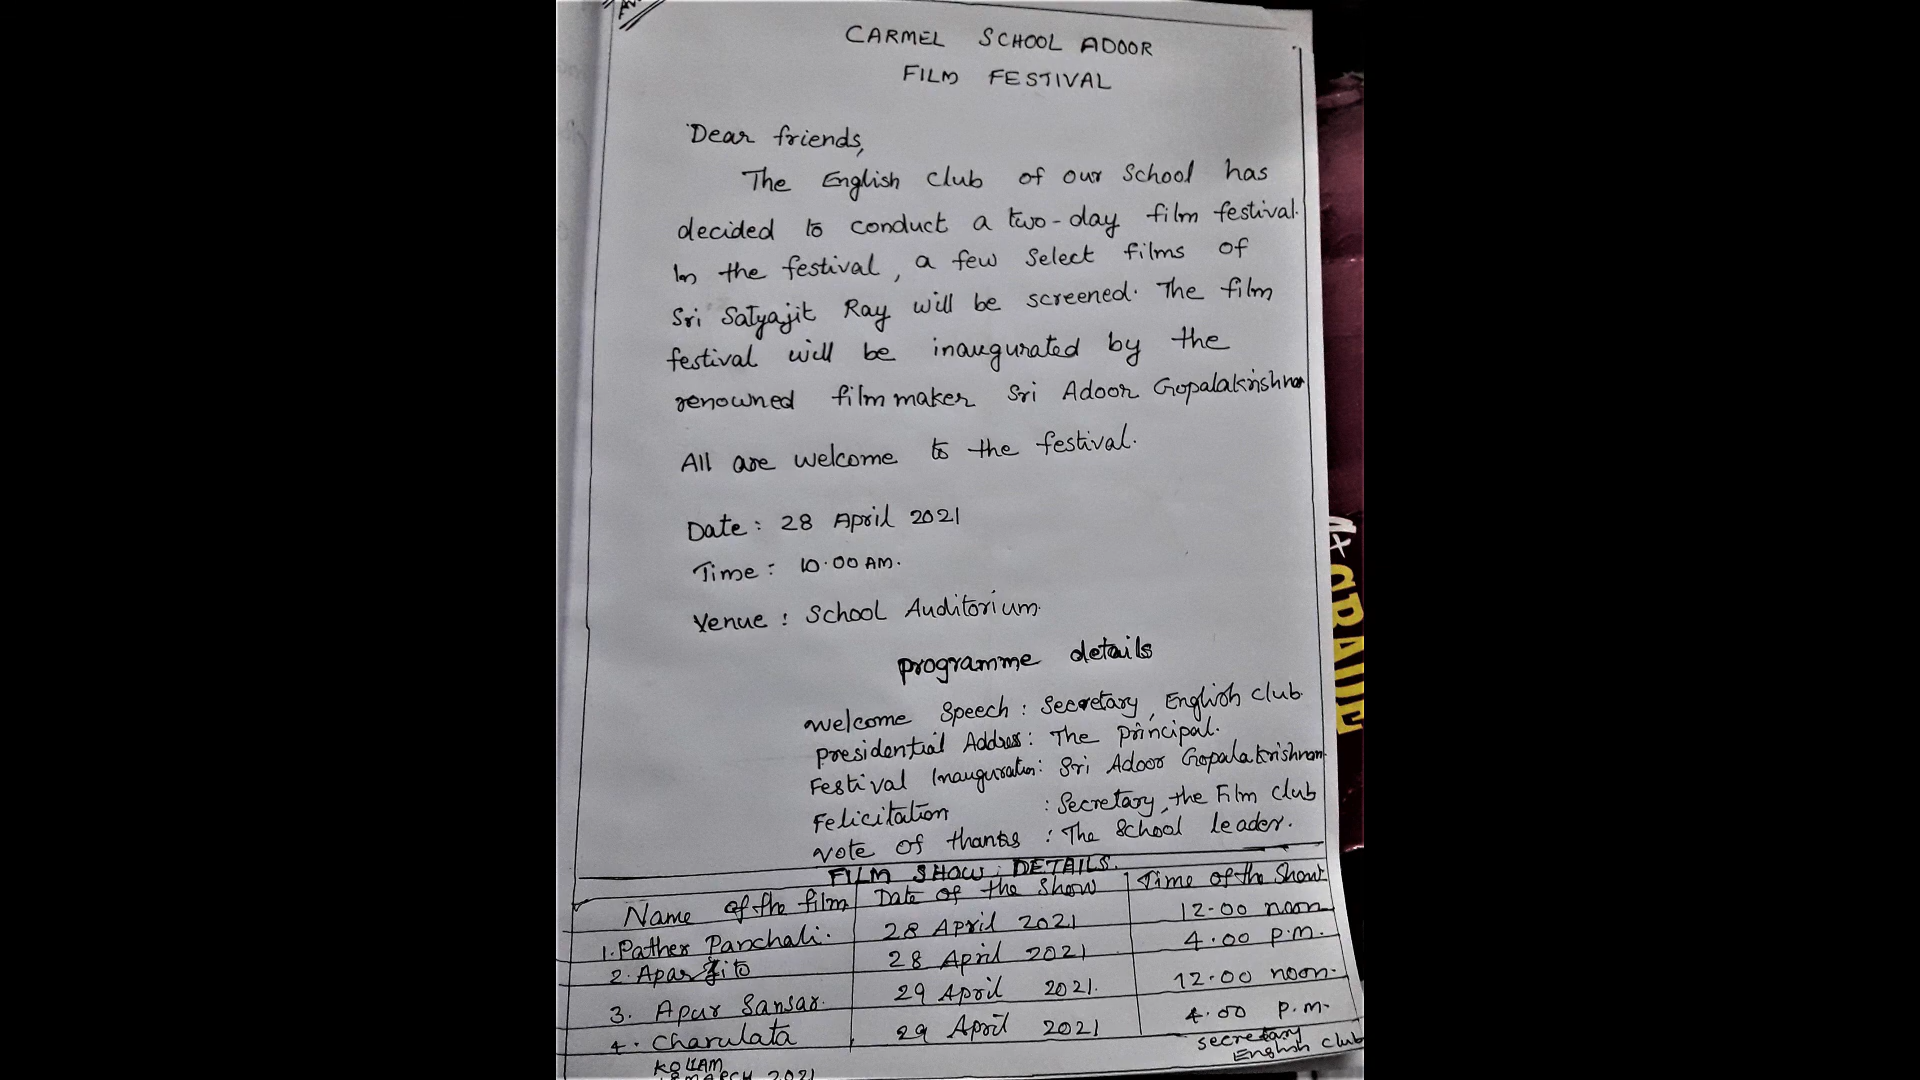 CARMEL SCHOOL ADOOR
FILM FESTIVAL
Dear friends,
The English club of our School has
decided to conduct a two-day film festival.
In the festival, a few Select films of
Sri Satyajit Ray will be screened. The film
festival will be inaugurated by the
renowned film maker Sri Adoor Gopalakrishnan
All are welcome to the festival.
Date : 28 April 2021
Time : 10.00 AM.
Venue : School Auditorium.
programme details
Welcome Speech : Secretary, English club.
presidential Address : The principal.
Festival Inauguration : Sri Adoor Gopalakrishnan
Felicitation : Secretary, the Film club
Vote of thanks : The School leader.
FILM SHOW : DETAILS.
Name of the film Date of the Show Time of the Show
1. Pather Panchali. 28 April 2021 12.00 noon
2. Aparjito 28 April 2021 4.00 p.m.
3. Apur Sansar. 29 April 2021. 12.00 noon.
4. Charulata 29 April 2021 4.00 p.m.
secretary
English club
KOLLAM
MARCH 2021
A+ GRADE